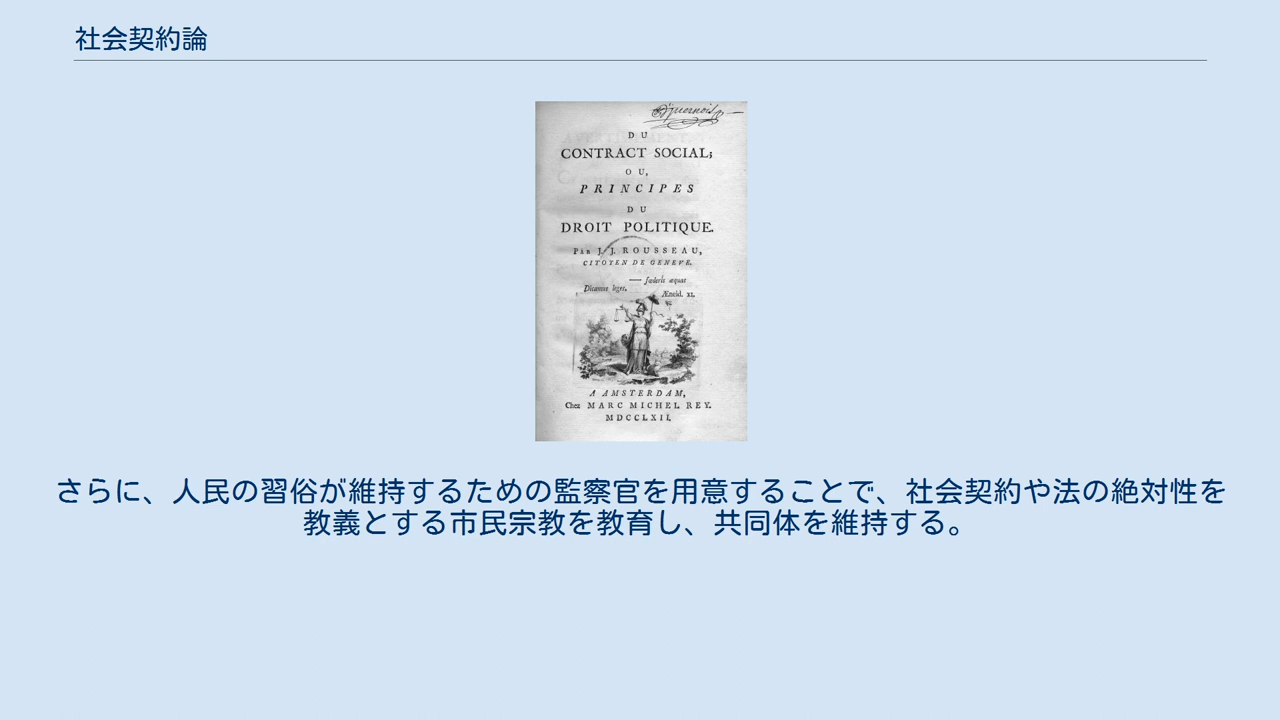 社会契約論
DU
CONTRACT SOCIAL;
OU,
PRINCIPES
DU
DROIT POLITIQUE.
PAR J. J. ROUSSEAU,
CITOYEN DE GENEVE.
— fœderis æquas
Dicamus leges.
Æneid. XI.
A AMSTERDAM,
Chez MARC MICHEL REY.
MDCCLXII.
さらに、人民の習俗が維持するための監察官を用意することで、社会契約や法の絶対性を
教義とする市民宗教を教育し、共同体を維持する。